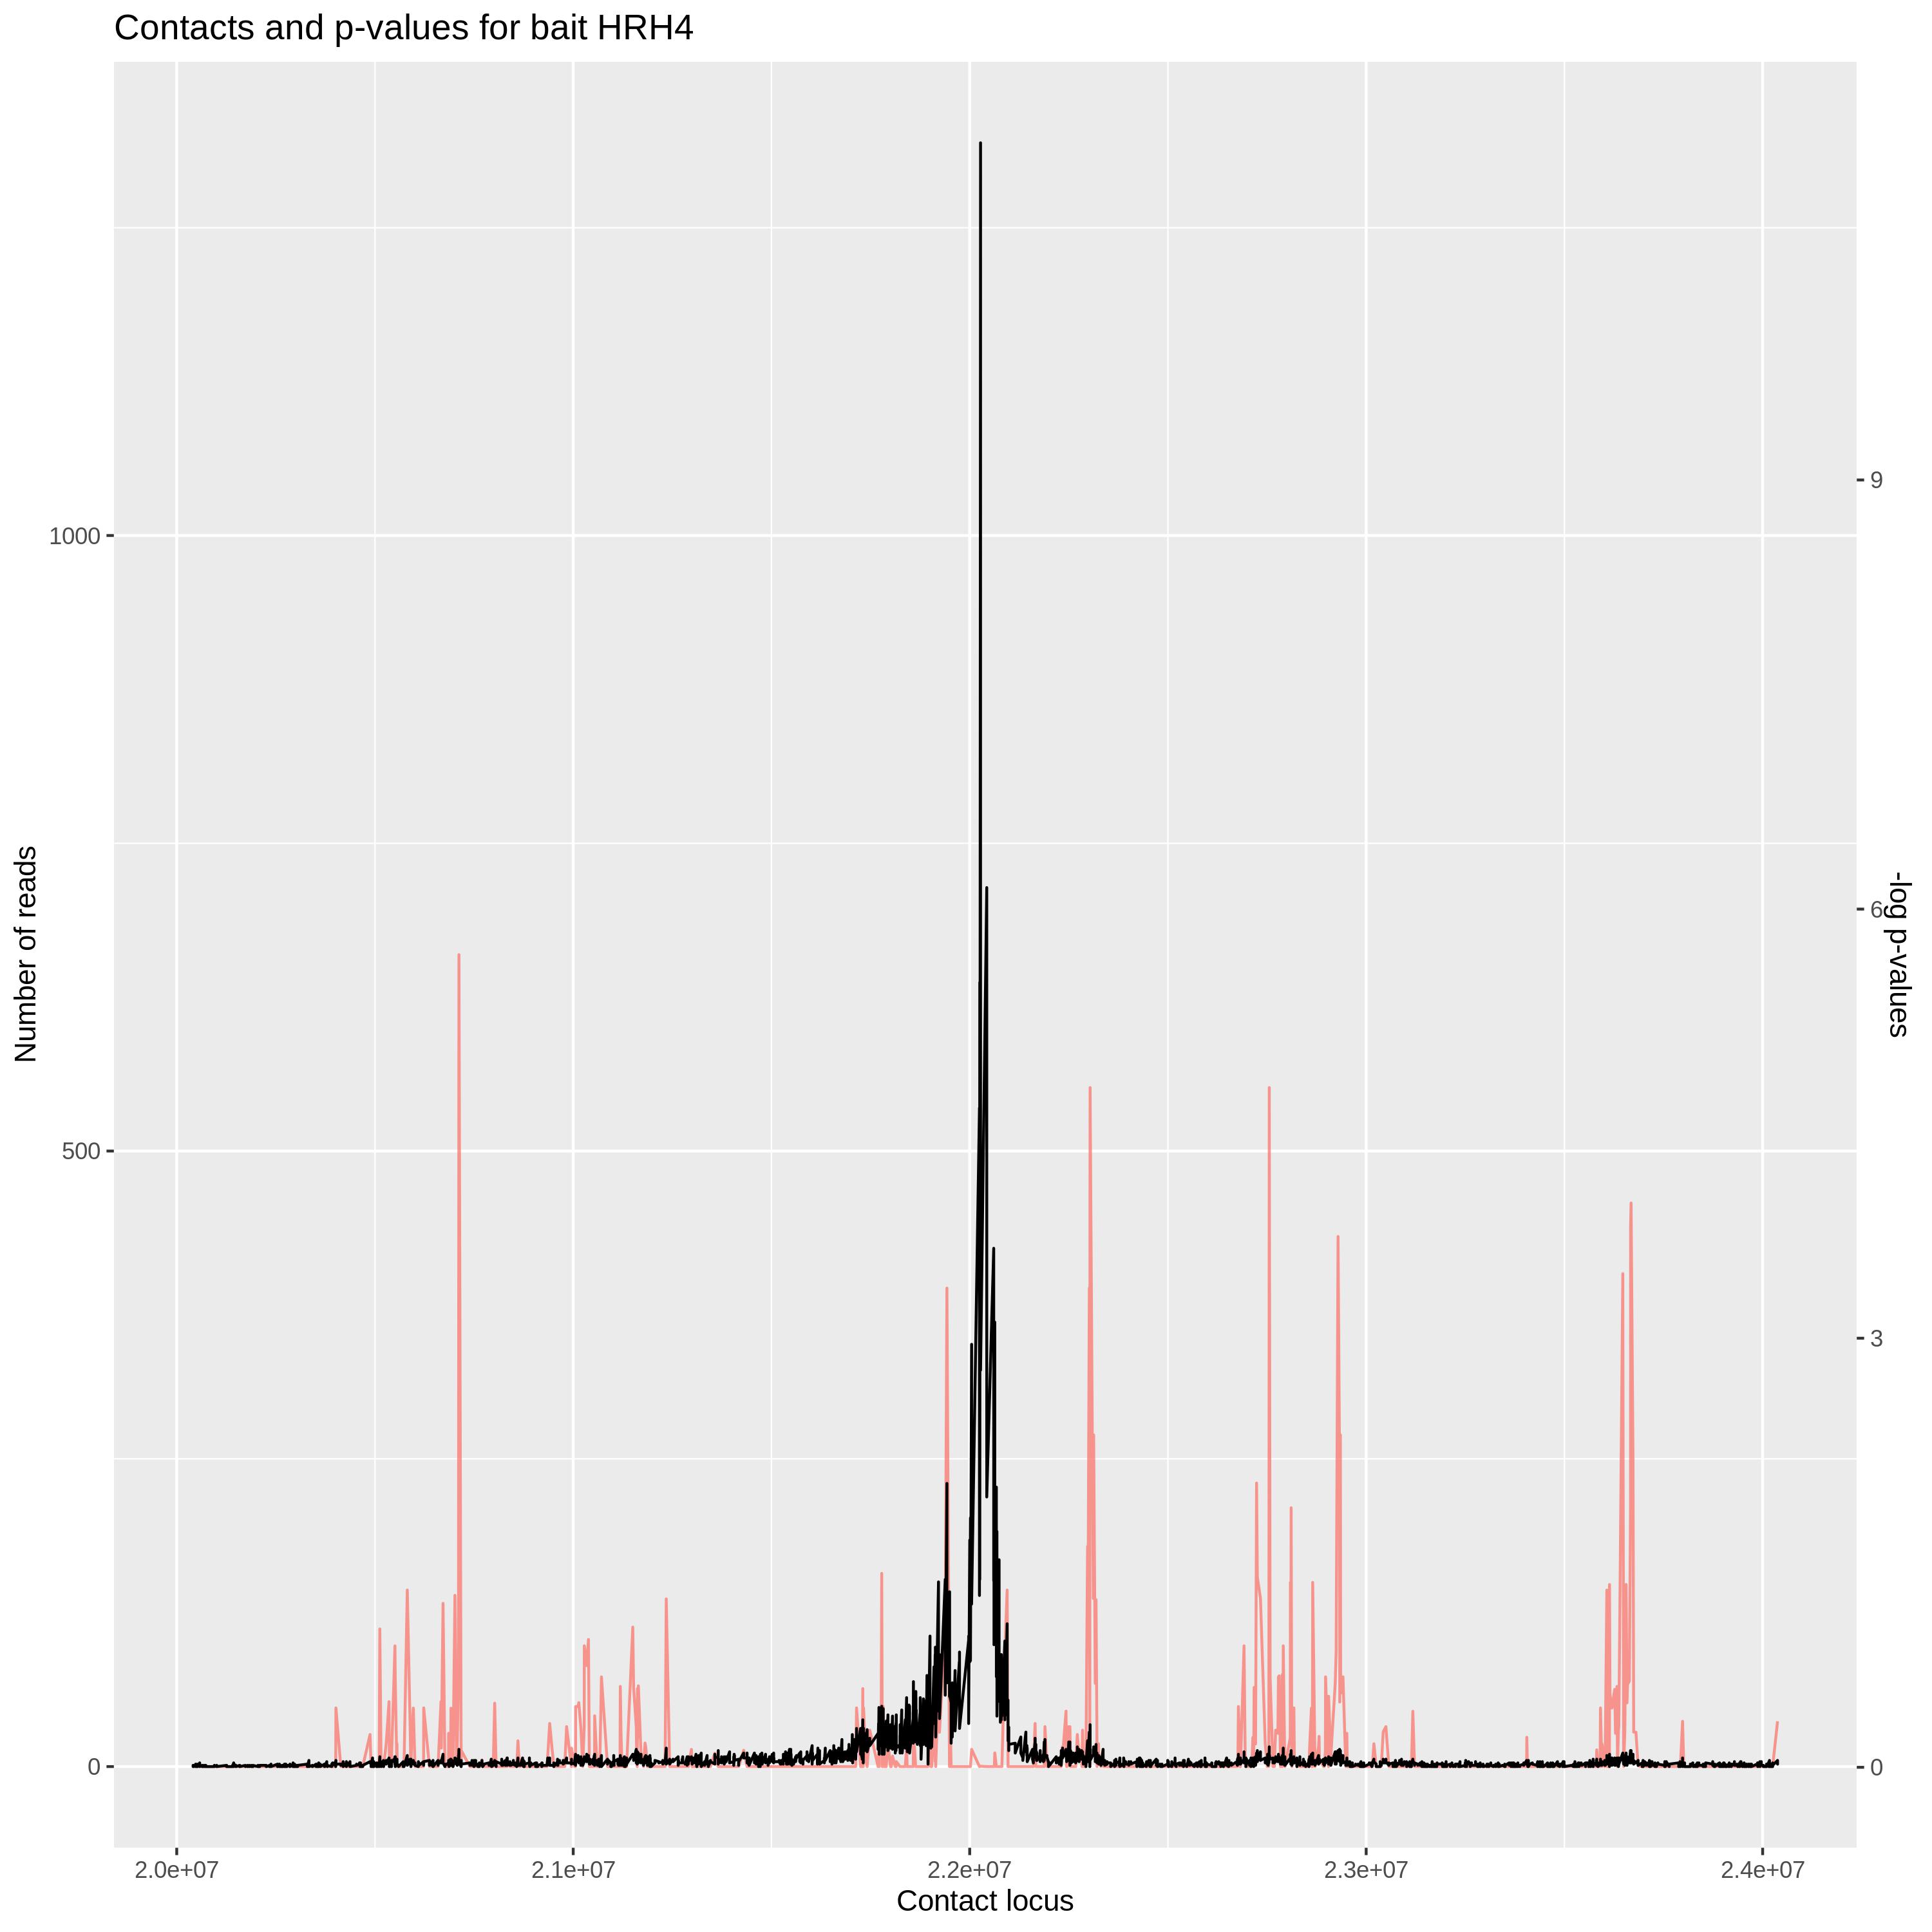 Contacts and p-values for bait HRH4
Number of reads
1000
500
0
9
6
3
0
-log p-values
2.0e+07 2.1e+07 2.2e+07 2.3e+07 2.4e+07
Contact locus